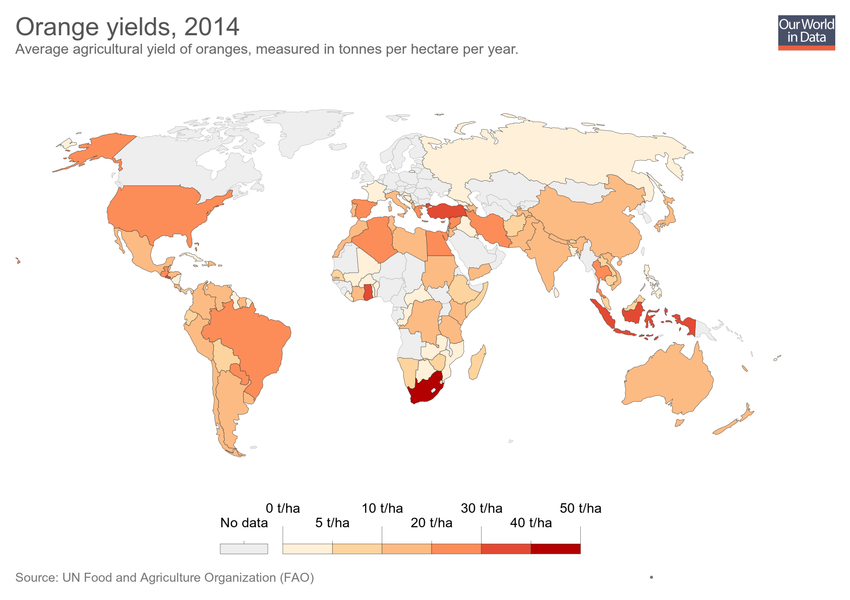 Orange yields, 2014
Average agricultural yield of oranges, measured in tonnes per hectare per year.
Our World
in Data
0 t/ha 10 t/ha 30 t/ha 50 t/ha
No data 5 t/ha 20 t/ha 40 t/ha
Source: UN Food and Agriculture Organization (FAO)